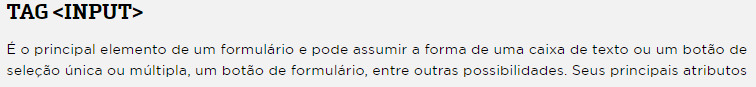 TAG <INPUT>
É o principal elemento de um formulário e pode assumir a forma de uma caixa de texto ou um botão de
seleção única ou múltipla, um botão de formulário, entre outras possibilidades. Seus principais atributos